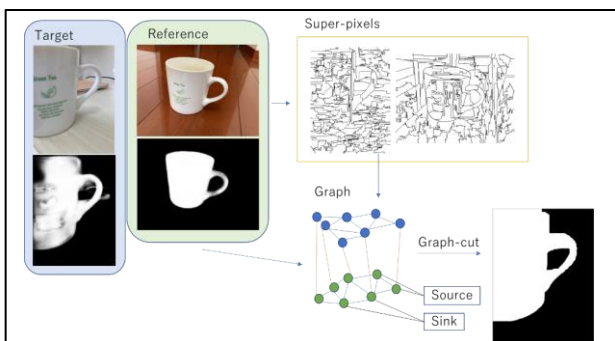 Target
Reference
Super-pixels
Green Tea
Graph
Graph-cut
Source
Sink